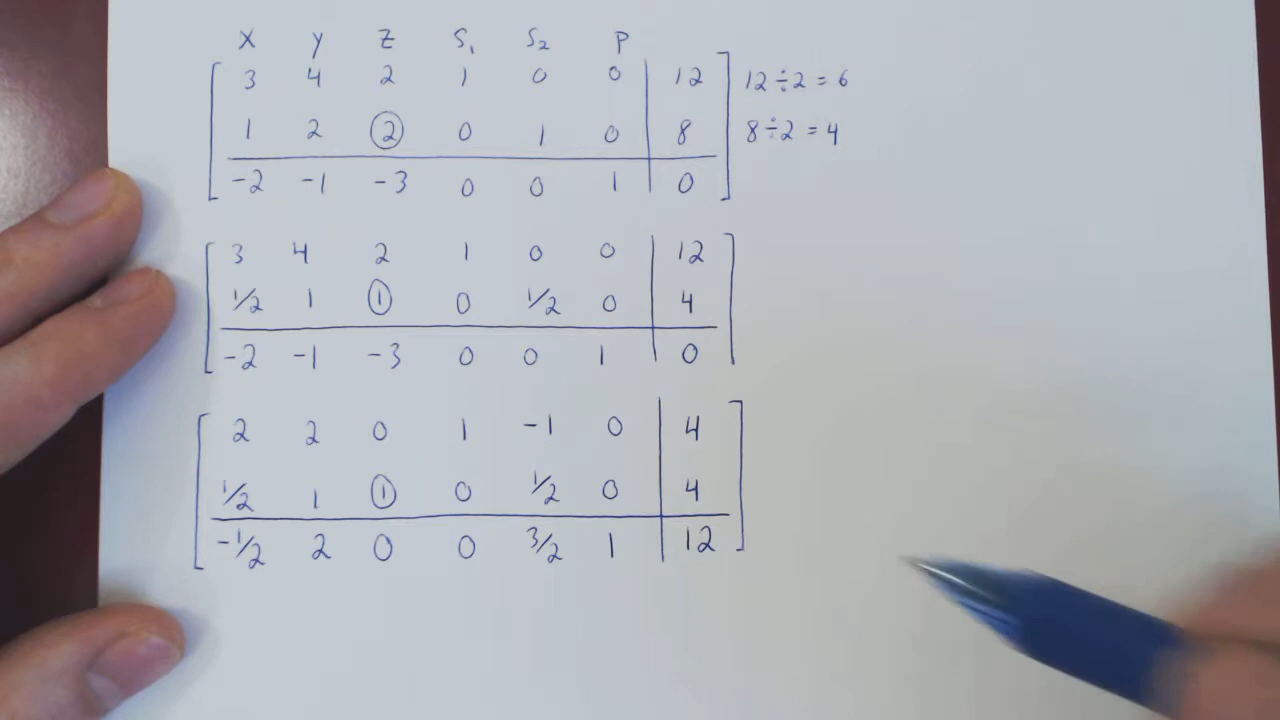 X y Z S₁ S₂ P
3 4 2 1 0 0 12 12÷2 = 6
1 2 2 0 1 0 8 8÷2 = 4
-2 -1 -3 0 0 1 0
3 4 2 1 0 0 12
1/2 1 1 0 1/2 0 4
-2 -1 -3 0 0 1 0
2 2 0 1 -1 0 4
1/2 1 1 0 1/2 0 4
-1/2 2 0 0 3/2 1 12